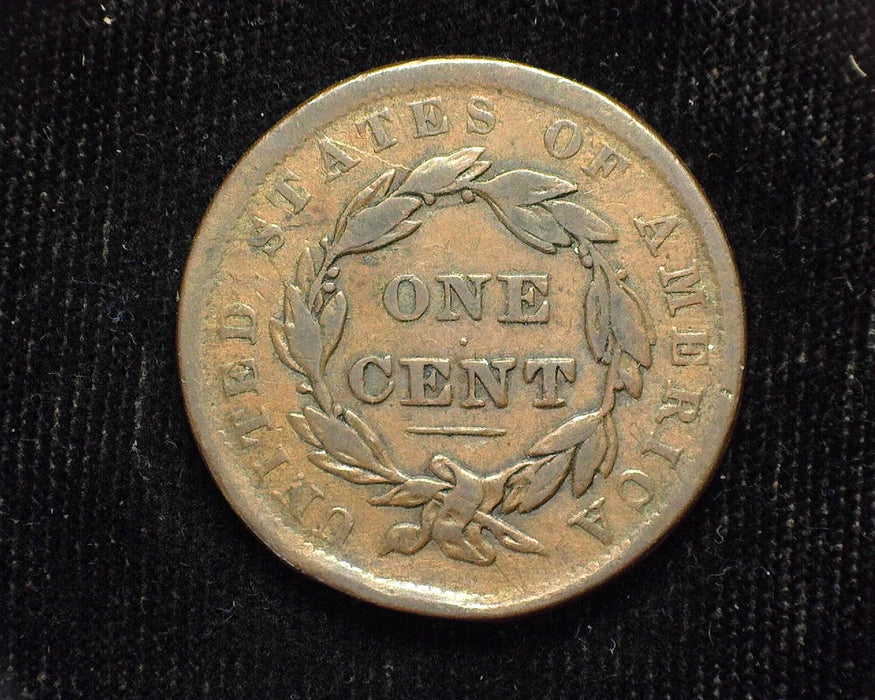 UNITED STATES OF AMERICA
ONE
CENT